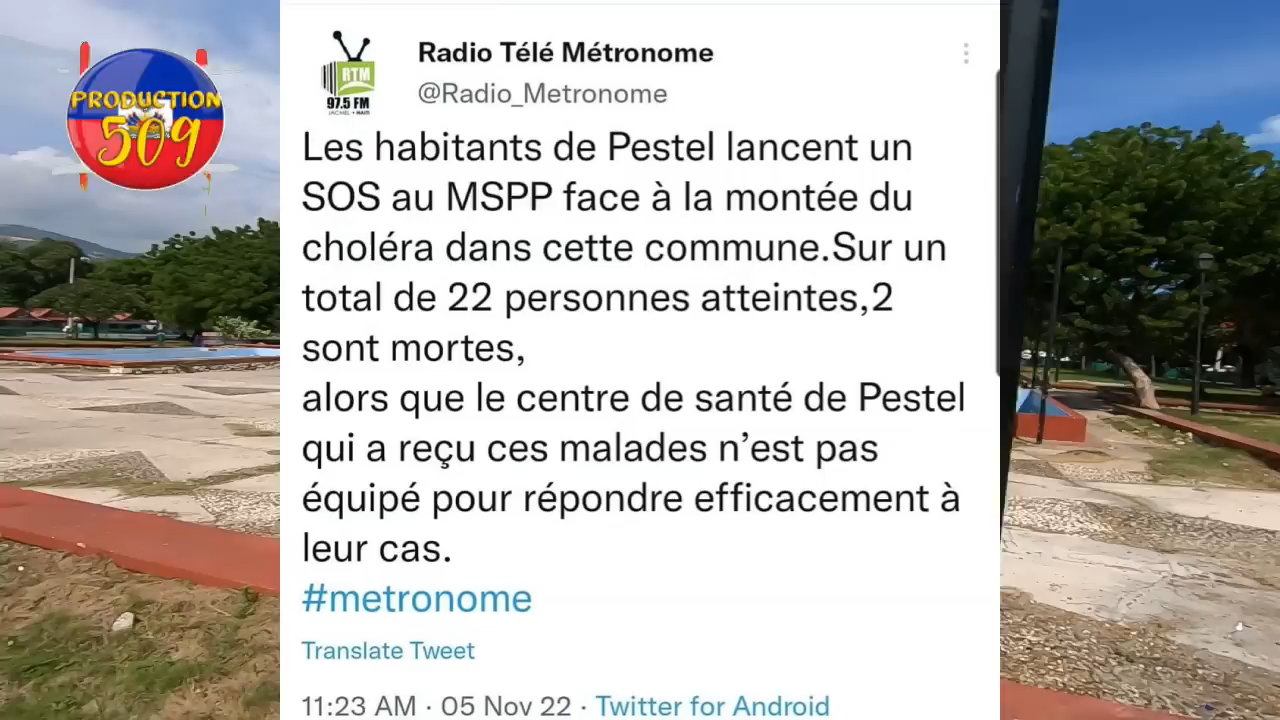 PRODUCTION
509
RTM
97.5 FM
JACMEL • HAITI
Radio Télé Métronome
@Radio_Metronome
Les habitants de Pestel lancent un
SOS au MSPP face à la montée du
choléra dans cette commune.Sur un
total de 22 personnes atteintes,2
sont mortes,
alors que le centre de santé de Pestel
qui a reçu ces malades n’est pas
équipé pour répondre efficacement à
leur cas.
#metronome
Translate Tweet
11:23 AM · 05 Nov 22 · Twitter for Android